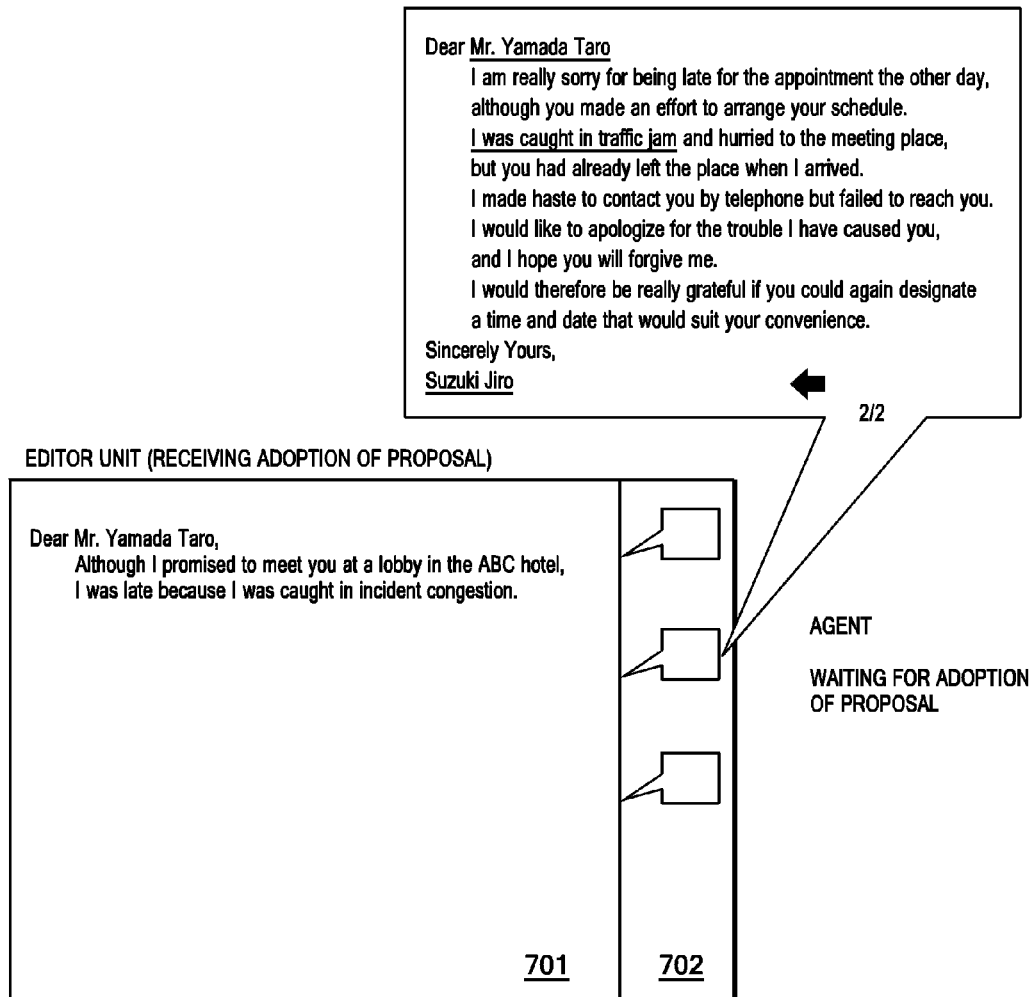 Dear Mr. Yamada Taro
I am really sorry for being late for the appointment the other day,
although you made an effort to arrange your schedule.
I was caught in traffic jam and hurried to the meeting place,
but you had already left the place when I arrived.
I made haste to contact you by telephone but failed to reach you.
I would like to apologize for the trouble I have caused you,
and I hope you will forgive me.
I would therefore be really grateful if you could again designate
a time and date that would suit your convenience.
Sincerely Yours,
Suzuki Jiro
2/2
EDITOR UNIT (RECEIVING ADOPTION OF PROPOSAL)
Dear Mr. Yamada Taro,
Although I promised to meet you at a lobby in the ABC hotel,
I was late because I was caught in incident congestion.
AGENT
WAITING FOR ADOPTION
OF PROPOSAL
701
702